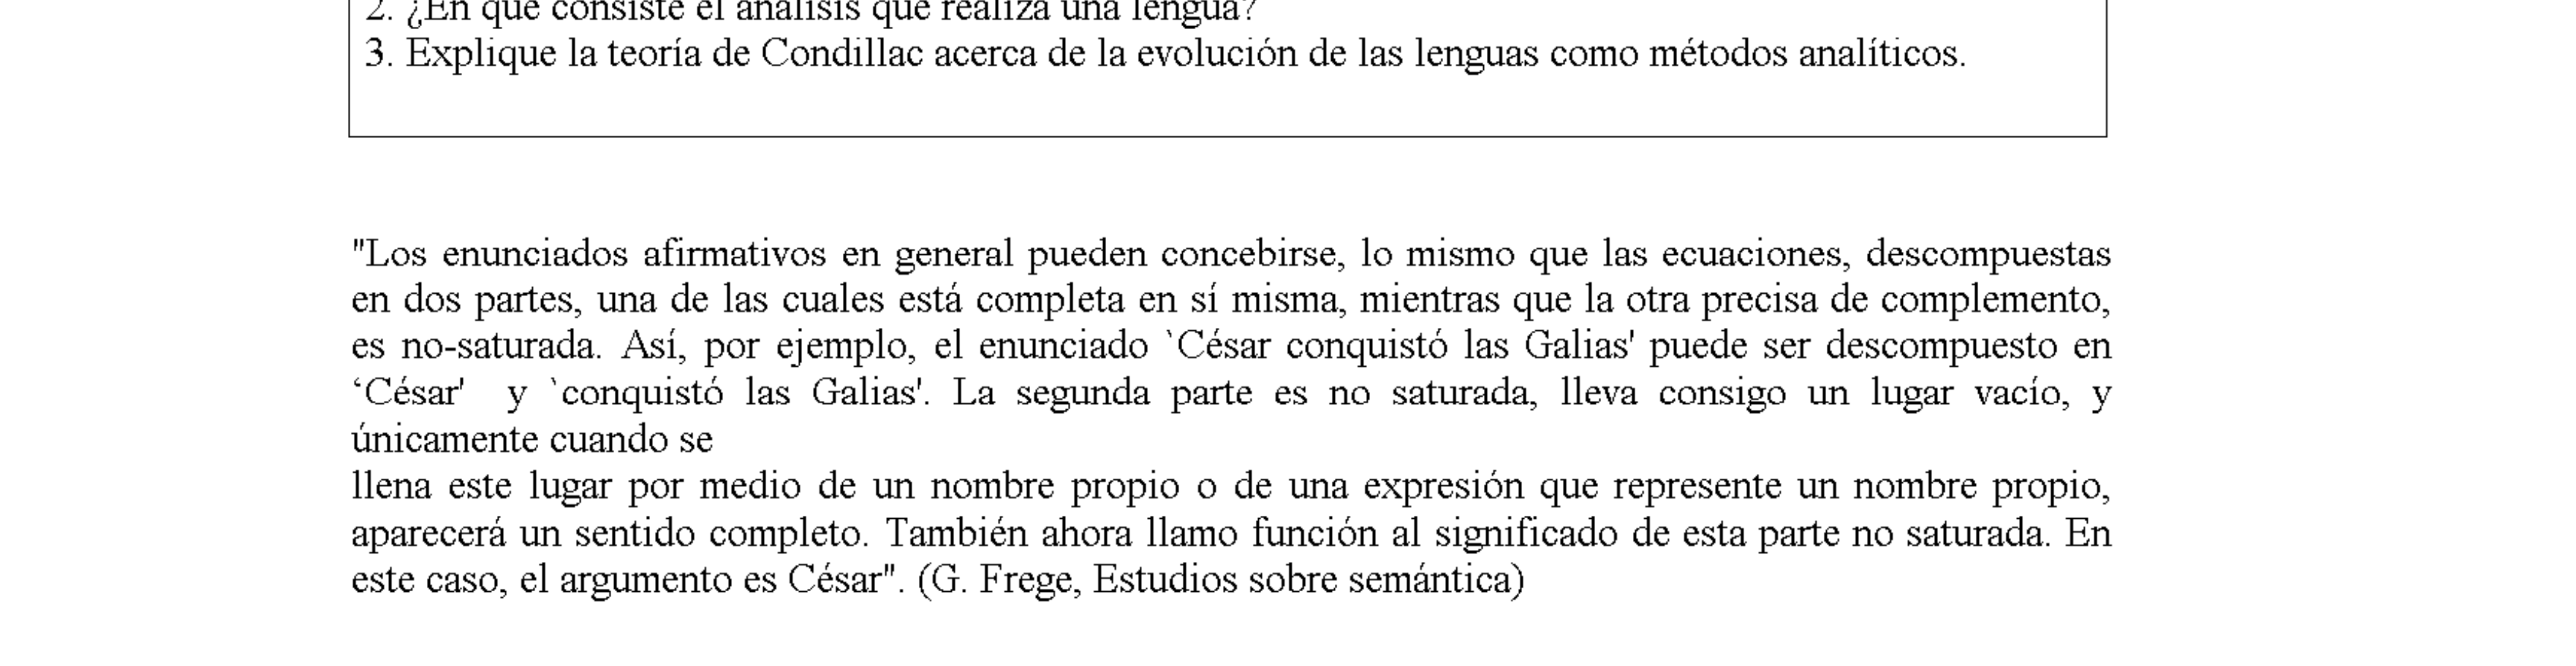 2. ¿En qué consiste el análisis que realiza una lengua?
3. Explique la teoría de Condillac acerca de la evolución de las lenguas como métodos analíticos.
"Los enunciados afirmativos en general pueden concebirse, lo mismo que las ecuaciones, descompuestas
en dos partes, una de las cuales está completa en sí misma, mientras que la otra precisa de complemento,
es no-saturada. Así, por ejemplo, el enunciado `César conquistó las Galias' puede ser descompuesto en
‘César' y `conquistó las Galias'. La segunda parte es no saturada, lleva consigo un lugar vacío, y
únicamente cuando se
llena este lugar por medio de un nombre propio o de una expresión que represente un nombre propio,
aparecerá un sentido completo. También ahora llamo función al significado de esta parte no saturada. En
este caso, el argumento es César". (G. Frege, Estudios sobre semántica)